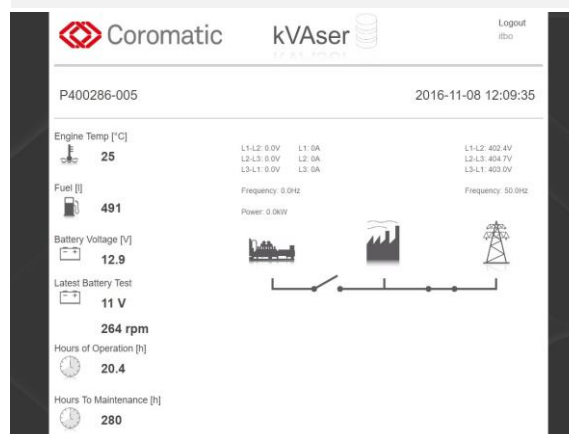 Coromatic
kVAser
Logout
itbo
P400286-005
2016-11-08 12:09:35
Engine Temp [°C]
25
Fuel [l]
491
Battery Voltage [V]
12.9
Latest Battery Test
11 V
264 rpm
Hours of Operation [h]
20.4
Hours To Maintenance [h]
280
L1-L2: 0.0V L1: 0A
L2-L3: 0.0V L2: 0A
L3-L1: 0.0V L3: 0A
Frequency: 0.0Hz
Power: 0.0kW
L1-L2: 402.4V
L2-L3: 404.7V
L3-L1: 403.0V
Frequency: 50.0Hz